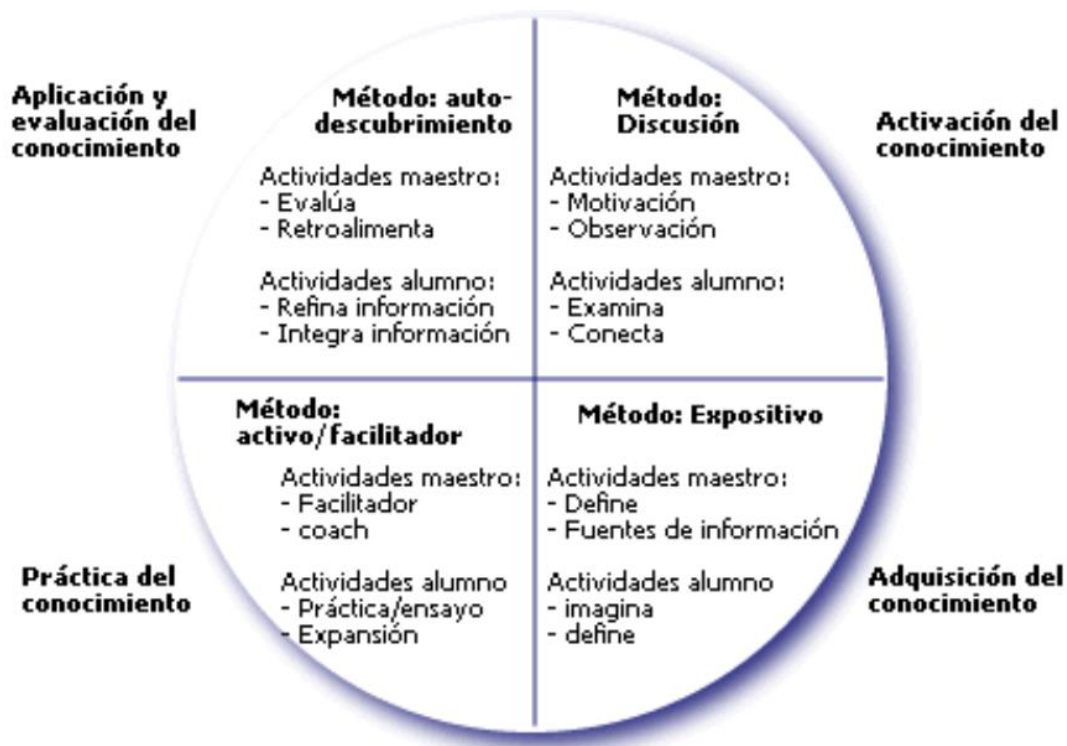 Aplicación y
evaluación del
conocimiento
Método: auto-
descubrimiento
Actividades maestro:
- Evalúa
- Retroalimenta
Actividades alumno:
- Refina información
- Integra información
Método:
Discusión
Actividades maestro:
- Motivación
- Observación
Actividades alumno:
- Examina
- Conecta
Activación del
conocimiento
Práctica del
conocimiento
Método:
activo/facilitador
Actividades maestro:
- Facilitador
- coach
Actividades alumno
- Práctica/ensayo
- Expansión
Método: Expositivo
Actividades maestro:
- Define
- Fuentes de información
Actividades alumno
- imagina
- define
Adquisición del
conocimiento